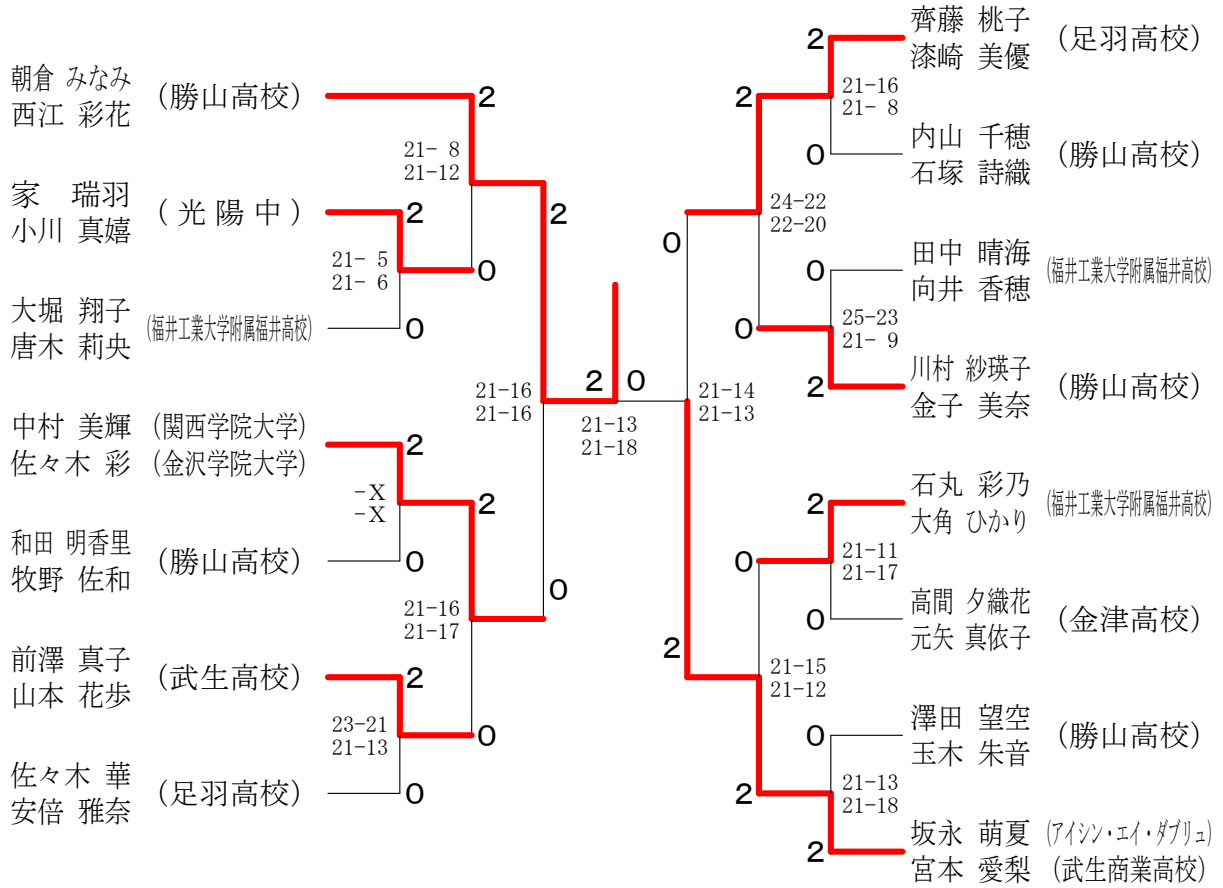 朝倉 みなみ
西江 彩花
(勝山高校)
2
21- 8
21-12
家 瑞羽
小川 真嬉
(光陽中)
2
2
21- 5
21- 6
0
大堀 翔子
唐木 莉央
(福井工業大学附属福井高校)
0
21-16
21-16
中村 美輝 (関西学院大学)
佐々木 彩 (金沢学院大学)
2
-X
-X
2
和田 明香里
牧野 佐和
(勝山高校)
0
0
21-16
21-17
前澤 真子
山本 花歩
(武生高校)
2
23-21
21-13
0
佐々木 華
安倍 雅奈
(足羽高校)
0
2 0
21-13
21-18
齊藤 桃子
漆崎 美優
(足羽高校)
2
21-16
21- 8
2
内山 千穂
石塚 詩織
(勝山高校)
0
24-22
22-20
0
田中 晴海
向井 香穂
(福井工業大学附属福井高校)
0
25-23
21- 9
0
川村 紗瑛子
金子 美奈
(勝山高校)
2
21-14
21-13
石丸 彩乃
大角 ひかり
(福井工業大学附属福井高校)
2
21-11
21-17
0
高間 夕織花
元矢 真依子
(金津高校)
0
2
21-15
21-12
澤田 望空
玉木 朱音
(勝山高校)
0
21-13
21-18
2
坂永 萌夏 (アイシン・エイ・ダブリュ)
宮本 愛梨 (武生商業高校)
2